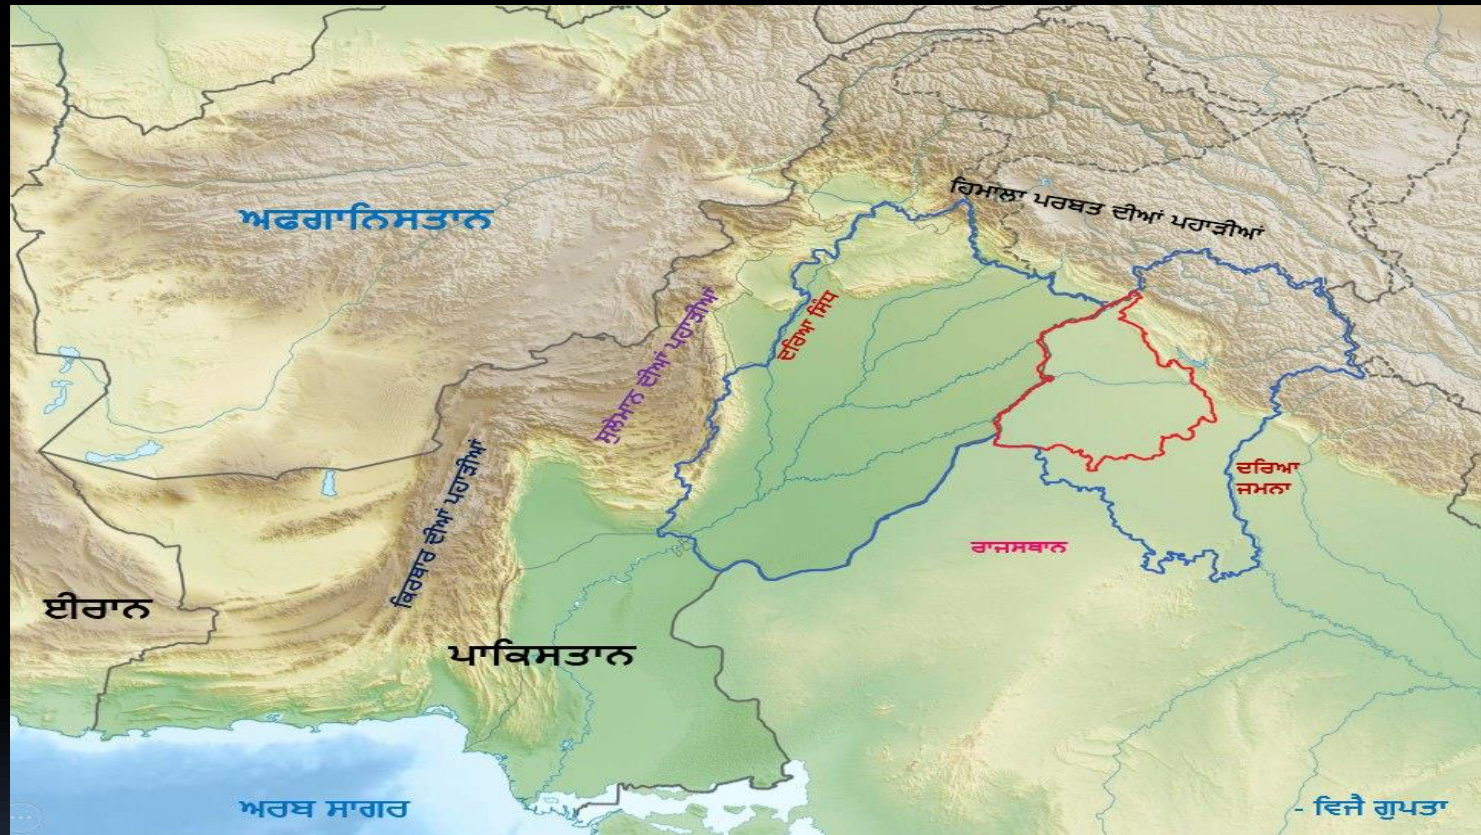 ਹਿਮਾਲਾ ਪਰਬਤ ਦੀਆਂ ਪਹਾੜੀਆਂ
ਅਫਗਾਨਿਸਤਾਨ
ਦਰਿਆ ਸਿੰਧ
ਸੁਲੇਮਾਨ ਦੀਆਂ ਪਹਾੜੀਆਂ
ਦਰਿਆ
ਜਮਨਾ
ਕਿਰਥਾਰ ਦੀਆਂ ਪਹਾੜੀਆਂ
ਰਾਜਸਥਾਨ
ਈਰਾਨ
ਪਾਕਿਸਤਾਨ
ਅਰਬ ਸਾਗਰ
- ਵਿਜੈ ਗੁਪਤਾ